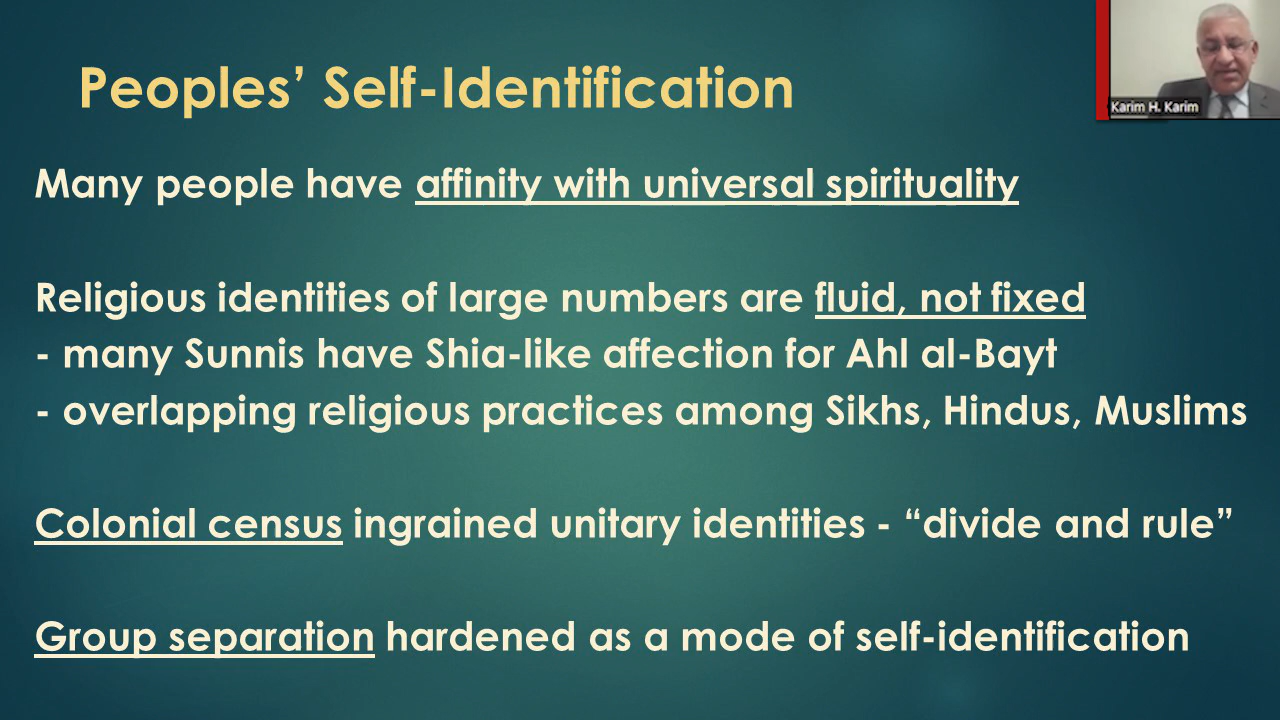 Peoples’ Self-Identification
Karim H. Karim
Many people have affinity with universal spirituality
Religious identities of large numbers are fluid, not fixed
- many Sunnis have Shia-like affection for Ahl al-Bayt
- overlapping religious practices among Sikhs, Hindus, Muslims
Colonial census ingrained unitary identities - “divide and rule”
Group separation hardened as a mode of self-identification